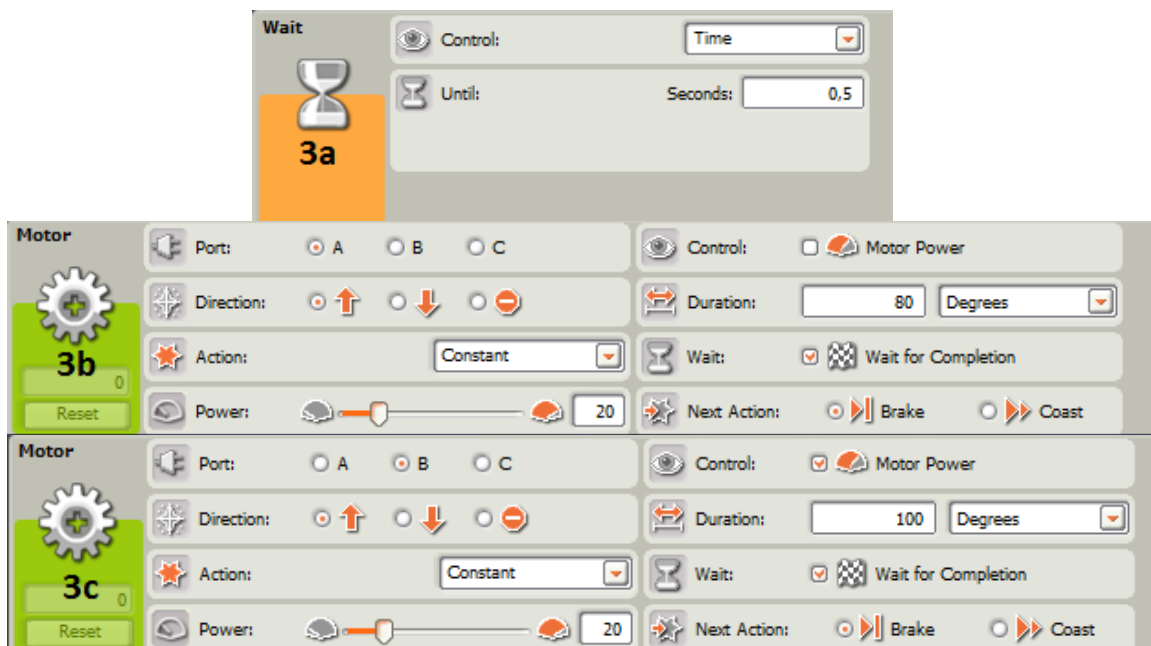 Wait
Control: Time
Until: Seconds: 0,5
3a
Motor
Port: A B C
Control: Motor Power
Direction:
Duration: 80 Degrees
3b
Action: Constant
Wait: Wait for Completion
0
Reset
Power: 20
Next Action: Brake Coast
Motor
Port: A B C
Control: Motor Power
Direction:
Duration: 100 Degrees
3c
Action: Constant
Wait: Wait for Completion
0
Reset
Power: 20
Next Action: Brake Coast